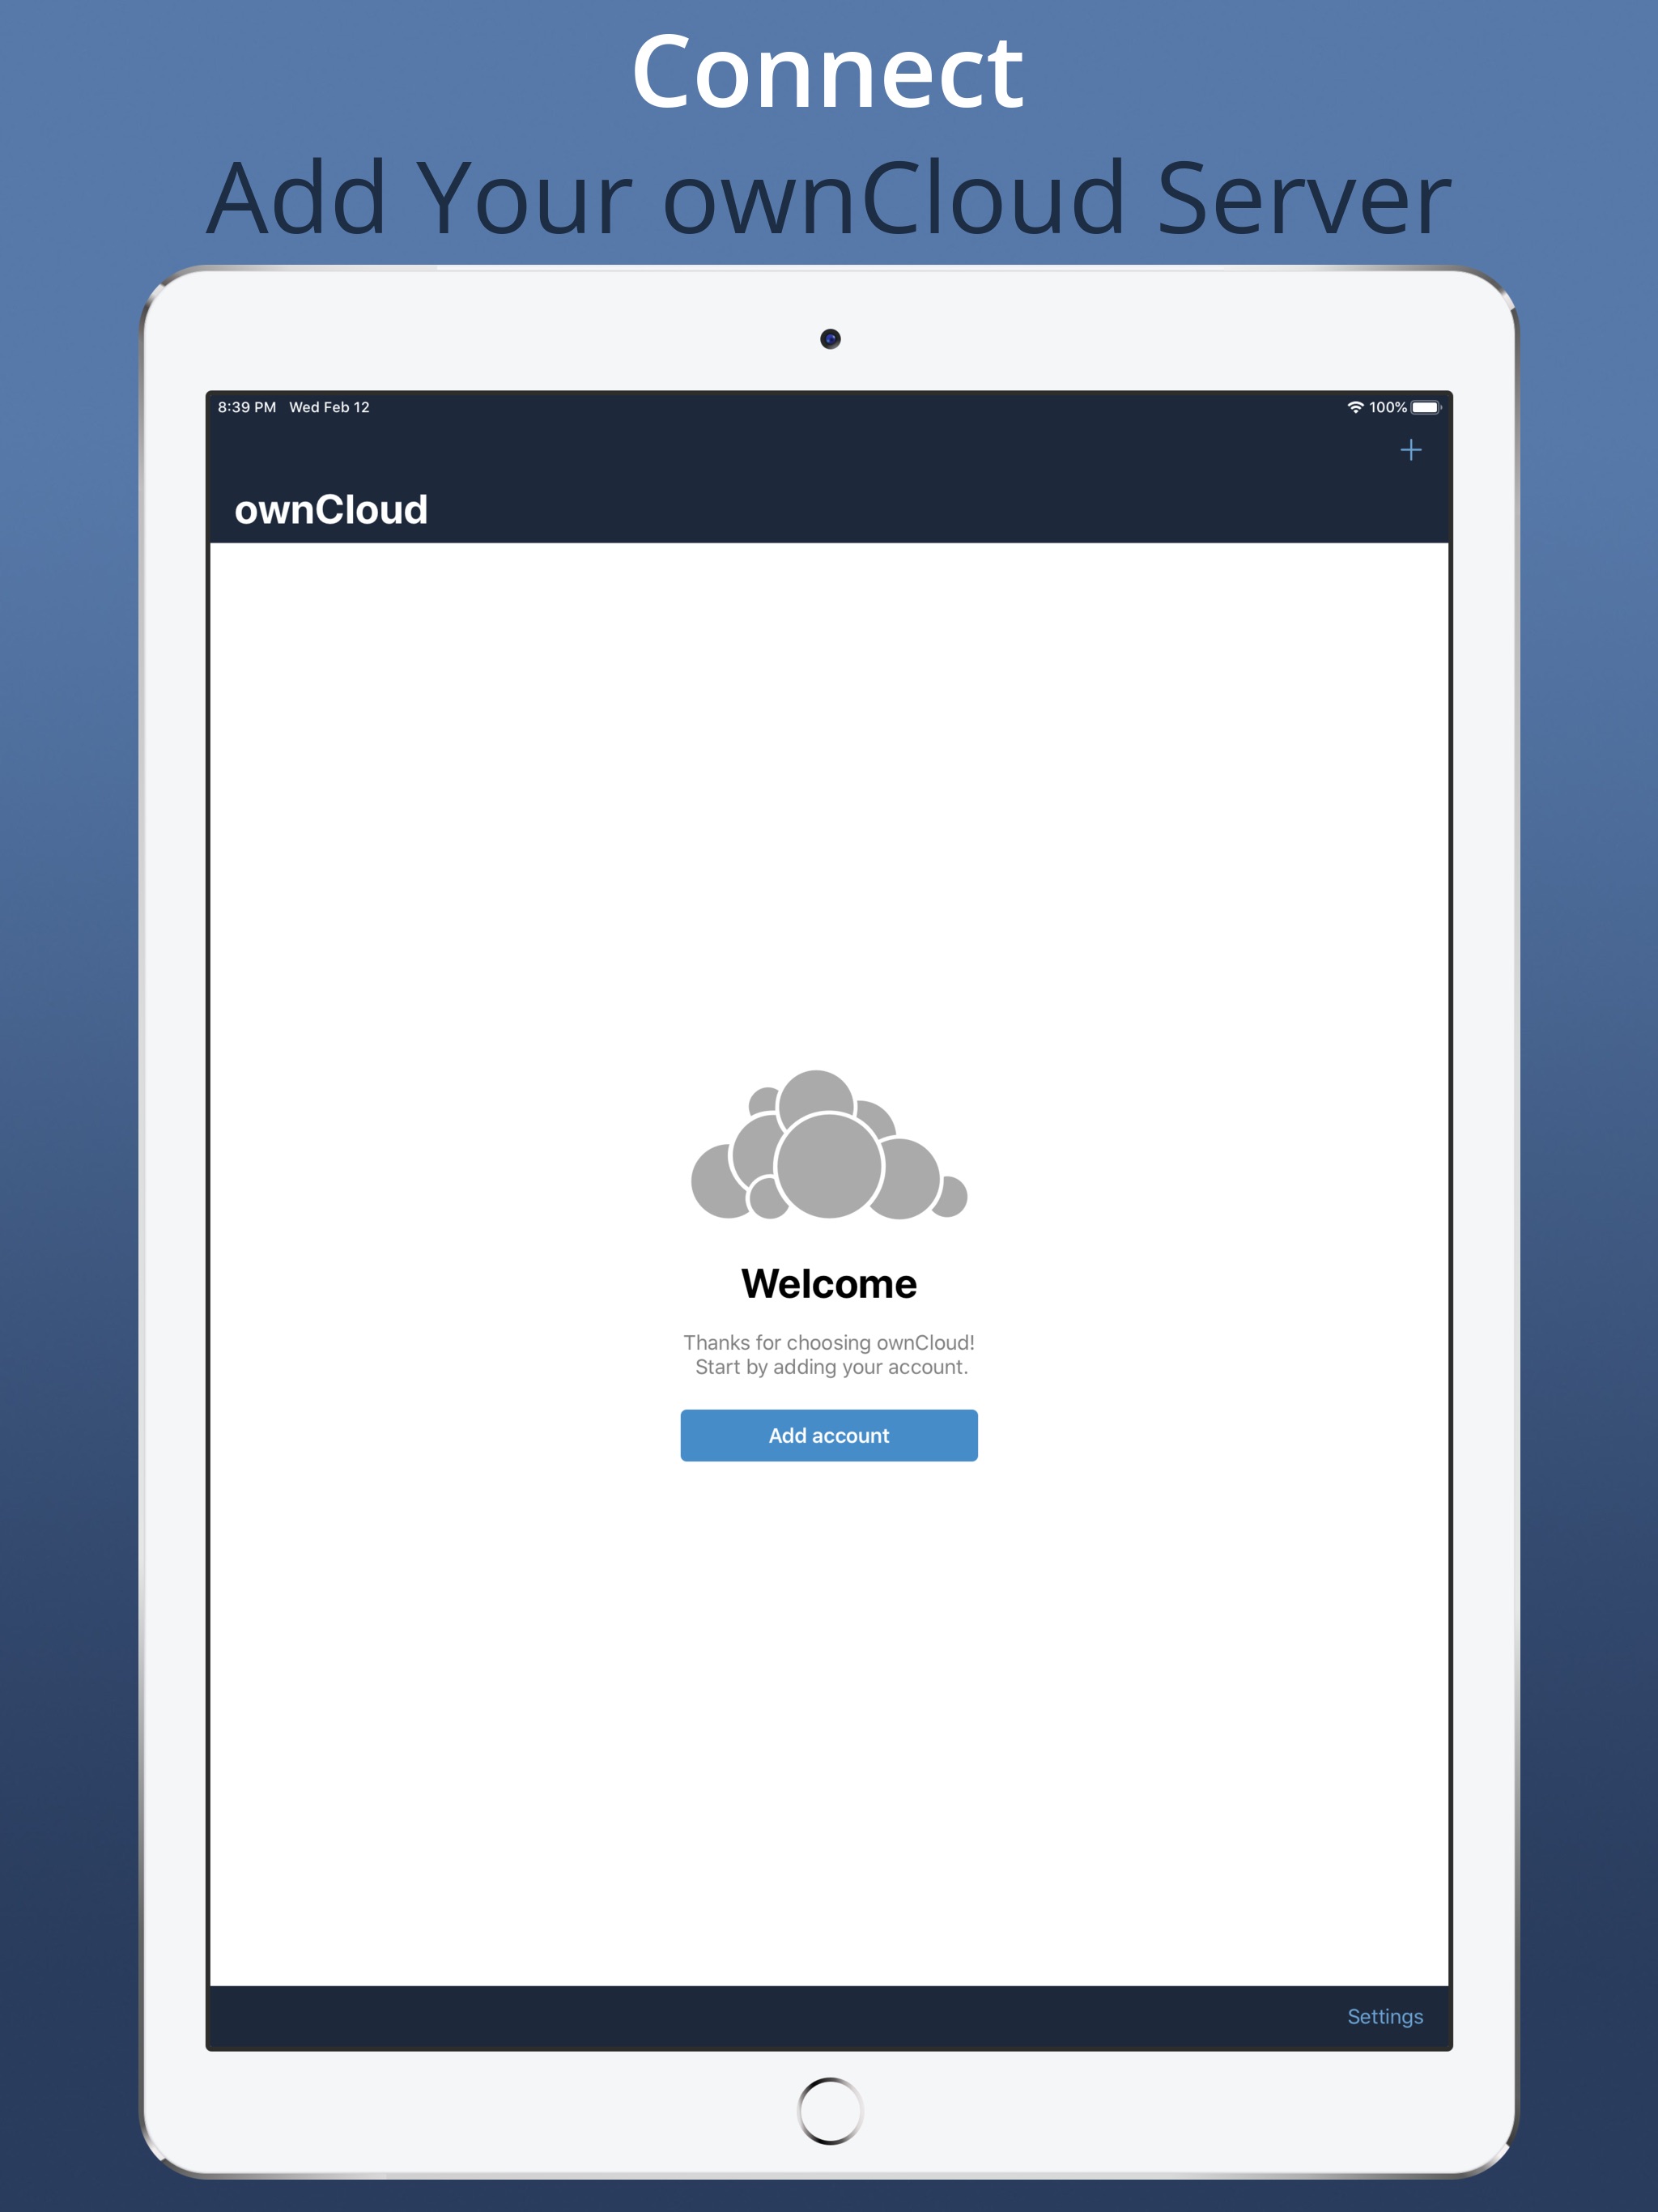 Connect
Add Your ownCloud Server
8:39 PM Wed Feb 12 100%
ownCloud
Welcome
Thanks for choosing ownCloud!
Start by adding your account.
Add account
Settings